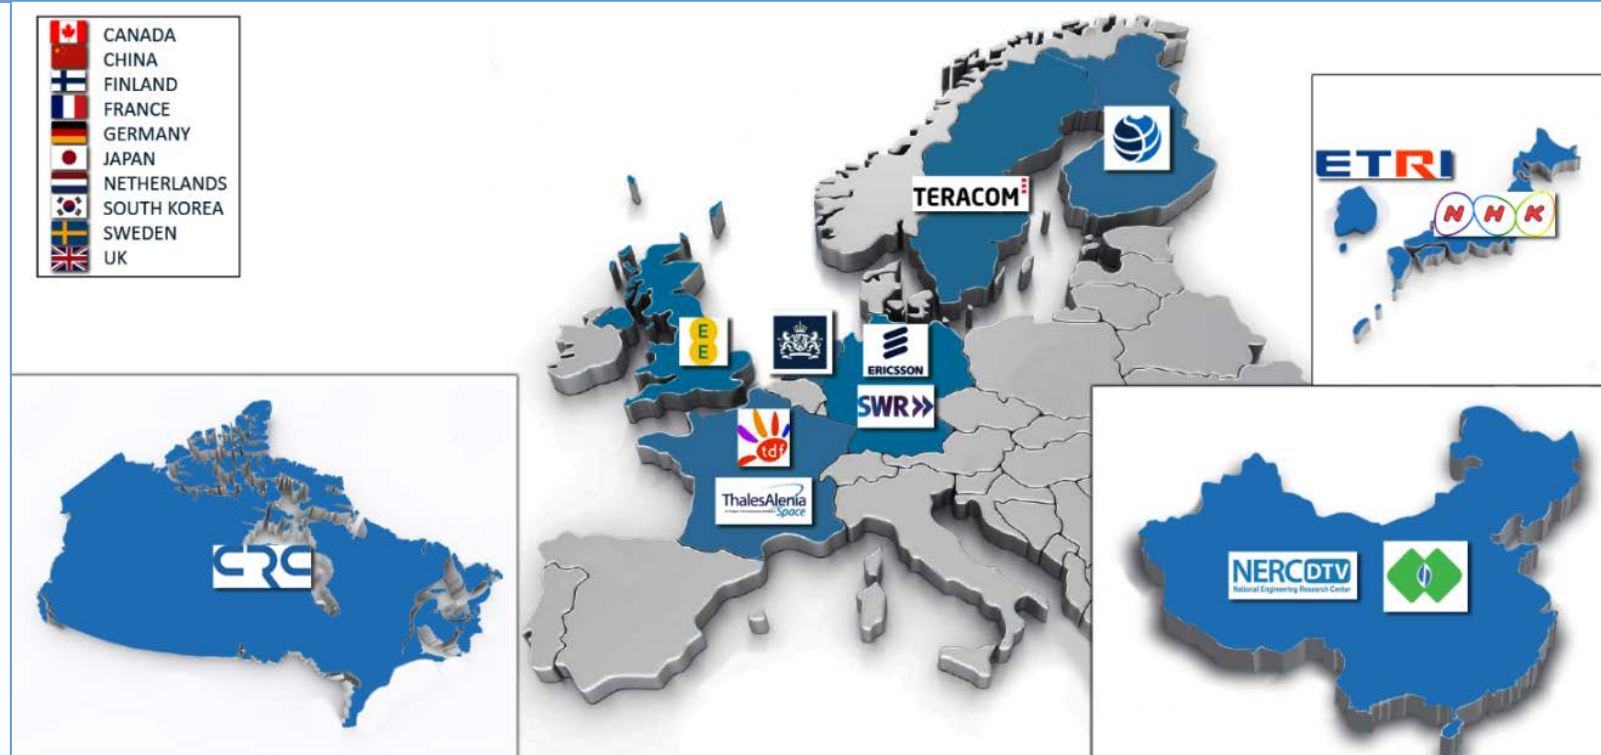 CANADA
CHINA
FINLAND
FRANCE
GERMANY
JAPAN
NETHERLANDS
SOUTH KOREA
SWEDEN
UK
TERACOM
ETRI
NHK
E
E
ERICSSON
SWR
tdf
ThalesAlenia
Space
CRC
NERCDTV
National Engineering Research Center